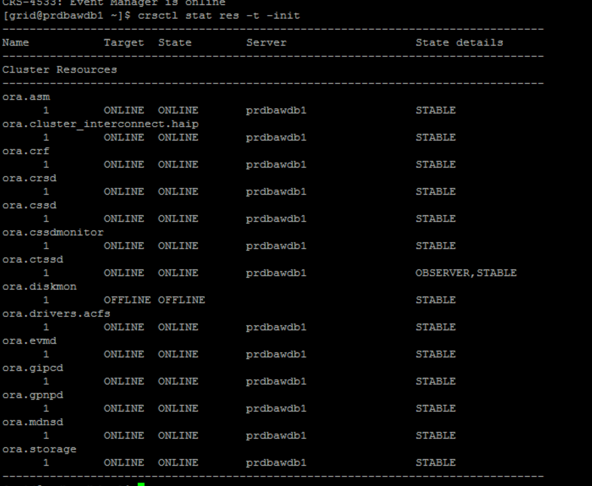 CRS-4533: Event Manager is online
[grid@prdbawdb1 ~]$ crsctl stat res -t -init
--------------------------------------------------------------------------------
Name           Target  State        Server                   State details
--------------------------------------------------------------------------------
Cluster Resources
--------------------------------------------------------------------------------
ora.asm
      1        ONLINE  ONLINE       prdbawdb1                STABLE
ora.cluster_interconnect.haip
      1        ONLINE  ONLINE       prdbawdb1                STABLE
ora.crf
      1        ONLINE  ONLINE       prdbawdb1                STABLE
ora.crsd
      1        ONLINE  ONLINE       prdbawdb1                STABLE
ora.cssd
      1        ONLINE  ONLINE       prdbawdb1                STABLE
ora.cssdmonitor
      1        ONLINE  ONLINE       prdbawdb1                STABLE
ora.ctssd
      1        ONLINE  ONLINE       prdbawdb1                OBSERVER,STABLE
ora.diskmon
      1        OFFLINE OFFLINE                               STABLE
ora.drivers.acfs
      1        ONLINE  ONLINE       prdbawdb1                STABLE
ora.evmd
      1        ONLINE  ONLINE       prdbawdb1                STABLE
ora.gipcd
      1        ONLINE  ONLINE       prdbawdb1                STABLE
ora.gpnpd
      1        ONLINE  ONLINE       prdbawdb1                STABLE
ora.mdnsd
      1        ONLINE  ONLINE       prdbawdb1                STABLE
ora.storage
      1        ONLINE  ONLINE       prdbawdb1                STABLE
--------------------------------------------------------------------------------